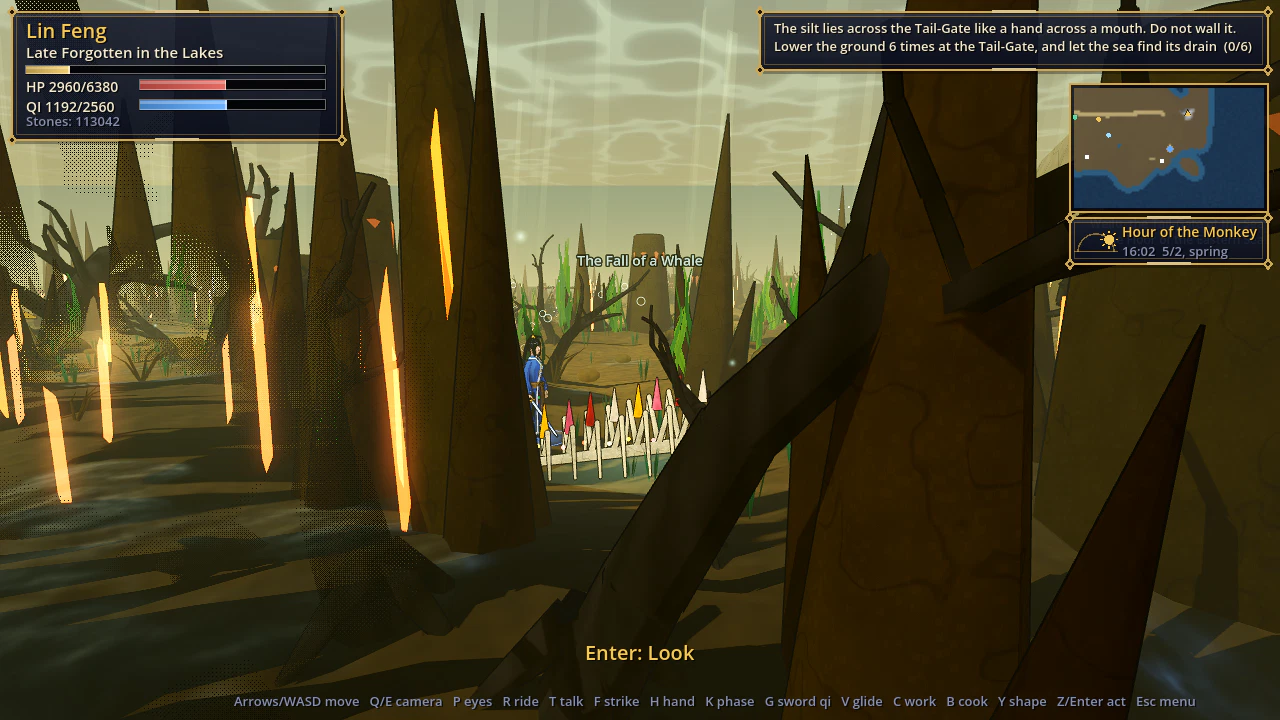 Lin Feng
Late Forgotten in the Lakes
HP 2960/6380
QI 1192/2560
Stones: 113042
The silt lies across the Tail-Gate like a hand across a mouth. Do not wall it.
Lower the ground 6 times at the Tail-Gate, and let the sea find its drain (0/6)
Hour of the Monkey
16:02 5/2, spring
The Fall of a Whale
Enter: Look
Arrows/WASD move Q/E camera P eyes R ride T talk F strike H hand K phase G sword qi V glide C work B cook Y shape Z/Enter act Esc menu